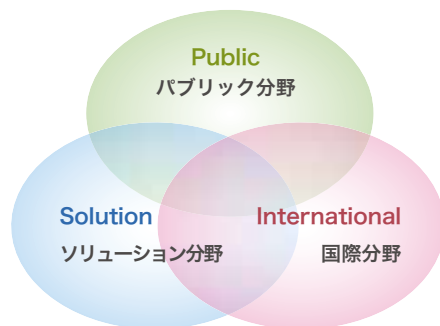 Public
パブリック分野
Solution
ソリューション分野
International
国際分野